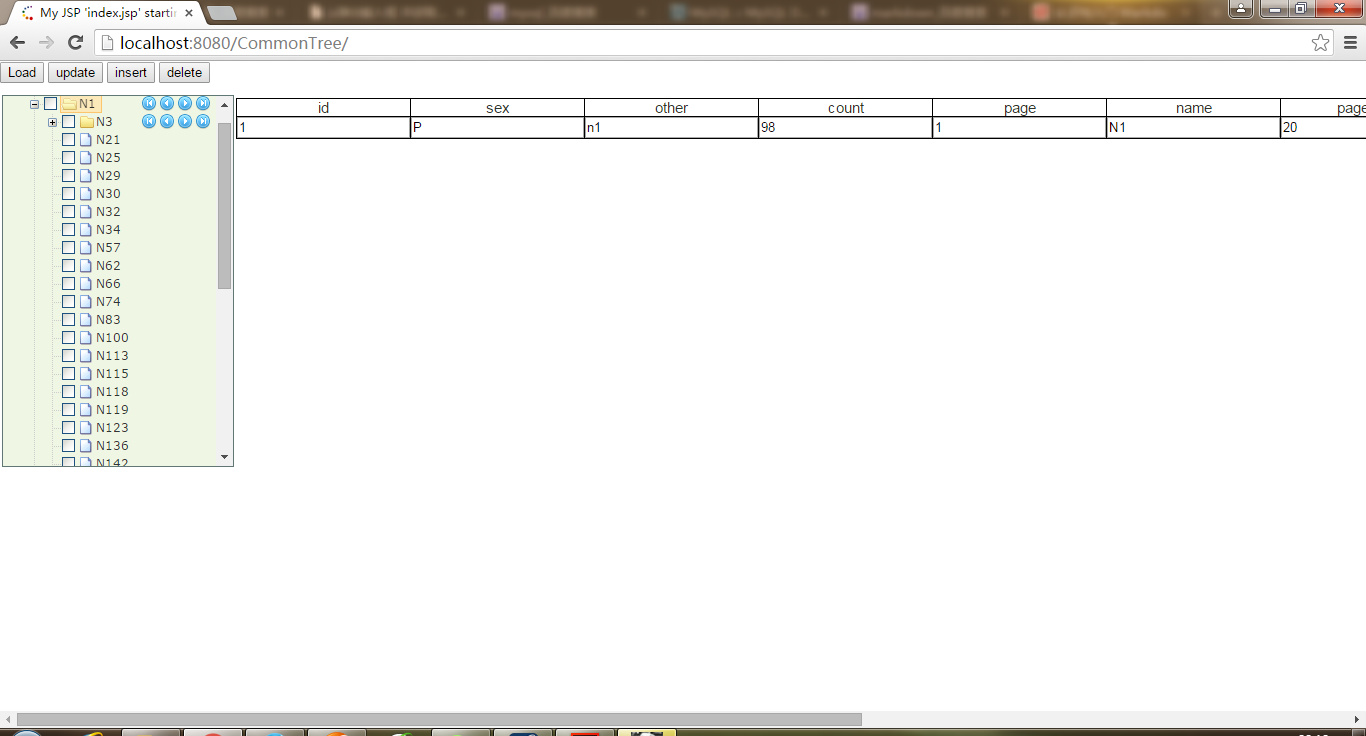 My JSP 'index.jsp' startin
localhost:8080/CommonTree/
Load update insert delete
N1
N3
N21
N25
N29
N30
N32
N34
N57
N62
N66
N74
N83
N100
N113
N115
N118
N119
N123
N136
N142
id sex other count page name page
1 P n1 98 1 N1 20